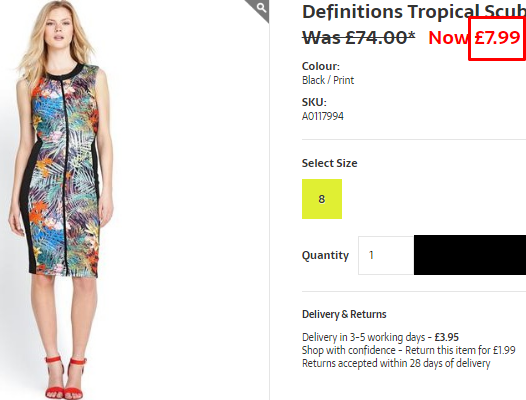 Definitions Tropical Scub
Was £74.00* Now £7.99
Colour:
Black / Print
SKU:
A0117994
Select Size
8
Quantity 1
Delivery & Returns
Delivery in 3-5 working days - £3.95
Shop with confidence - Return this item for £1.99
Returns accepted within 28 days of delivery